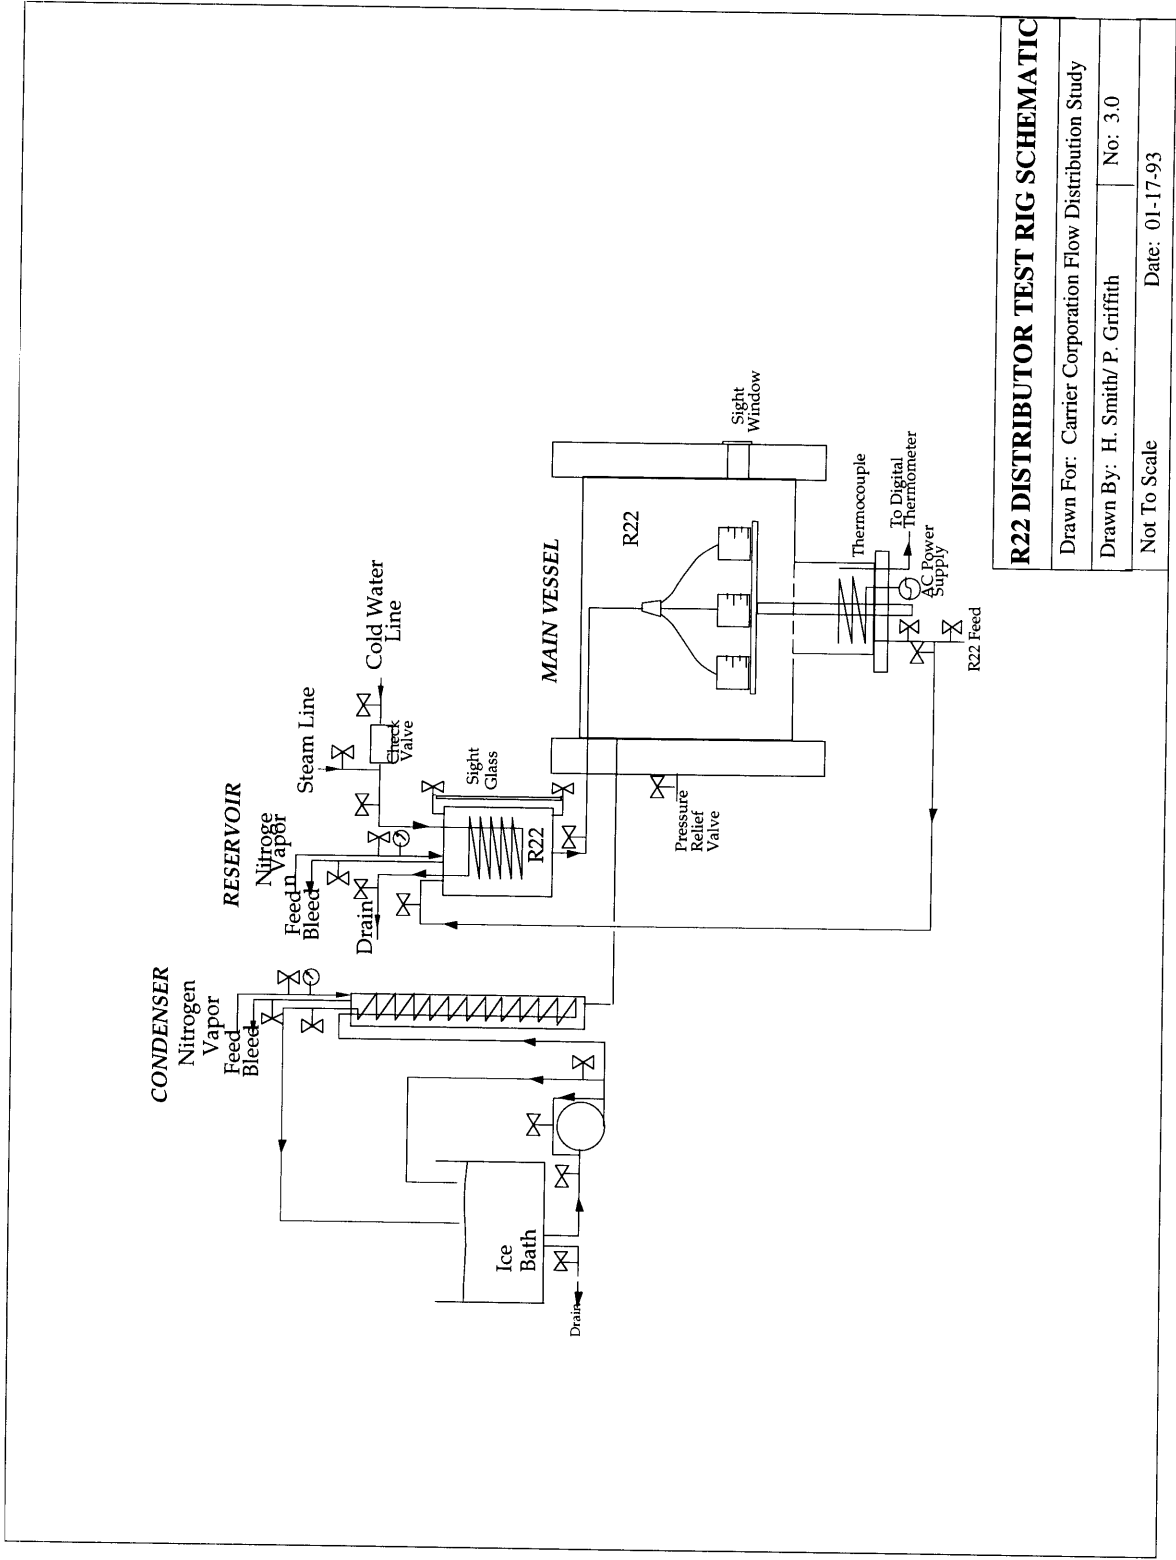 CONDENSER
Nitrogen
Vapor
Feed
Bleed
RESERVOIR
Nitroge
Vapor
Feed n
Bleed
Drain
Steam Line
Cold Water
Line
Check
Valve
Sight
Glass
R22
MAIN VESSEL
R22
Sight
Window
Pressure
Relief
Valve
Thermocouple
To Digital
Thermometer
AC Power
Supply
R22 Feed
Ice
Bath
Drain
R22 DISTRIBUTOR TEST RIG SCHEMATIC
Drawn For: Carrier Corporation Flow Distribution Study
Drawn By: H. Smith/ P. Griffith
No: 3.0
Not To Scale
Date: 01-17-93